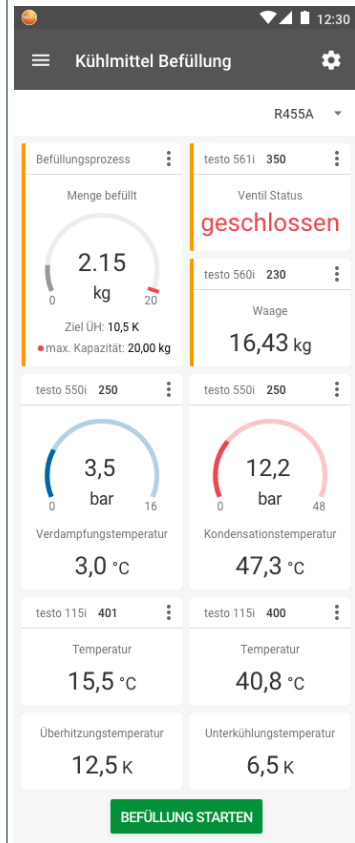 12:30
Kühlmittel Befüllung
R455A
Befüllungsprozess
Menge befüllt
2.15
kg
0
20
Ziel ÜH: 10,5 K
max. Kapazität: 20,00 kg
testo 561i 350
Ventil Status
geschlossen
testo 560i 230
Waage
16,43 kg
testo 550i 250
3,5
bar
0
16
Verdampfungstemperatur
3,0 °C
testo 550i 250
12,2
bar
0
48
Kondensationstemperatur
47,3 °C
testo 115i 401
Temperatur
15,5 °C
testo 115i 400
Temperatur
40,8 °C
Überhitzungstemperatur
12,5 K
Unterkühlungstemperatur
6,5 K
BEFÜLLUNG STARTEN